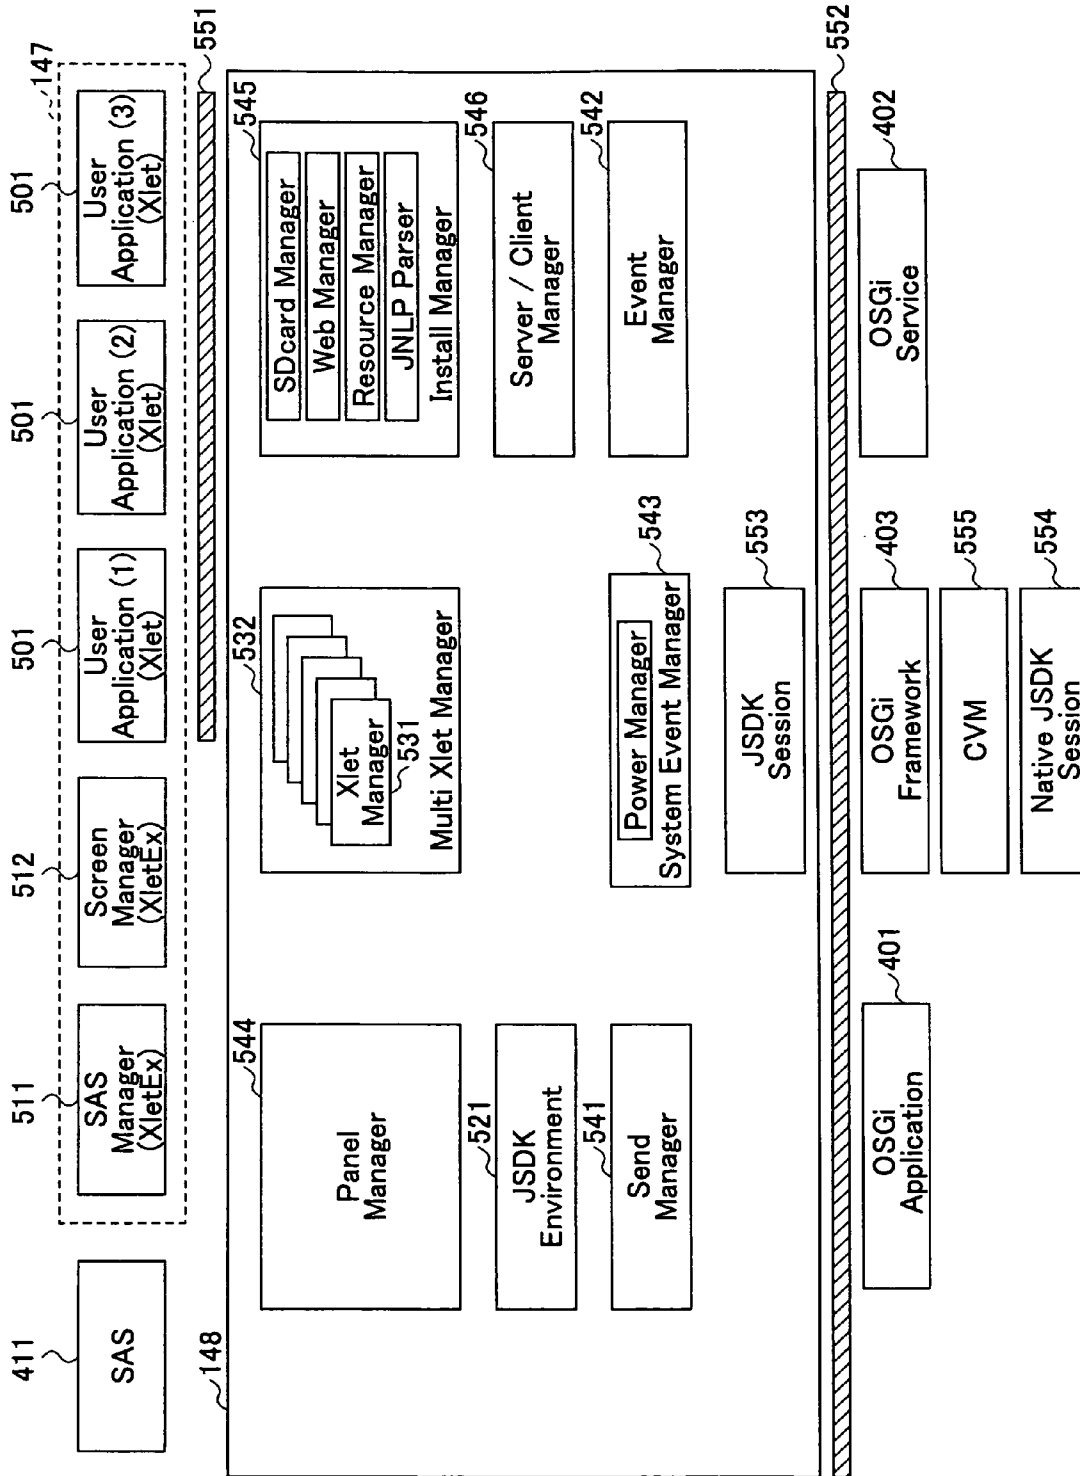 411
511
512
501
501
501
147
SAS
SAS
Manager
(XletEx)
Screen
Manager
(XletEx)
User
Application (1)
(Xlet)
User
Application (2)
(Xlet)
User
Application (3)
(Xlet)
551
148
544
Panel
Manager
532
Xlet
Manager
531
Multi Xlet Manager
545
SDcard Manager
Web Manager
Resource Manager
JNLP Parser
Install Manager
521
JSDK
Environment
546
Server / Client
Manager
541
Send
Manager
543
Power Manager
System Event Manager
542
Event
Manager
553
JSDK
Session
552
401
OSGi
Application
403
OSGi
Framework
402
OSGi
Service
555
CVM
554
Native JSDK
Session